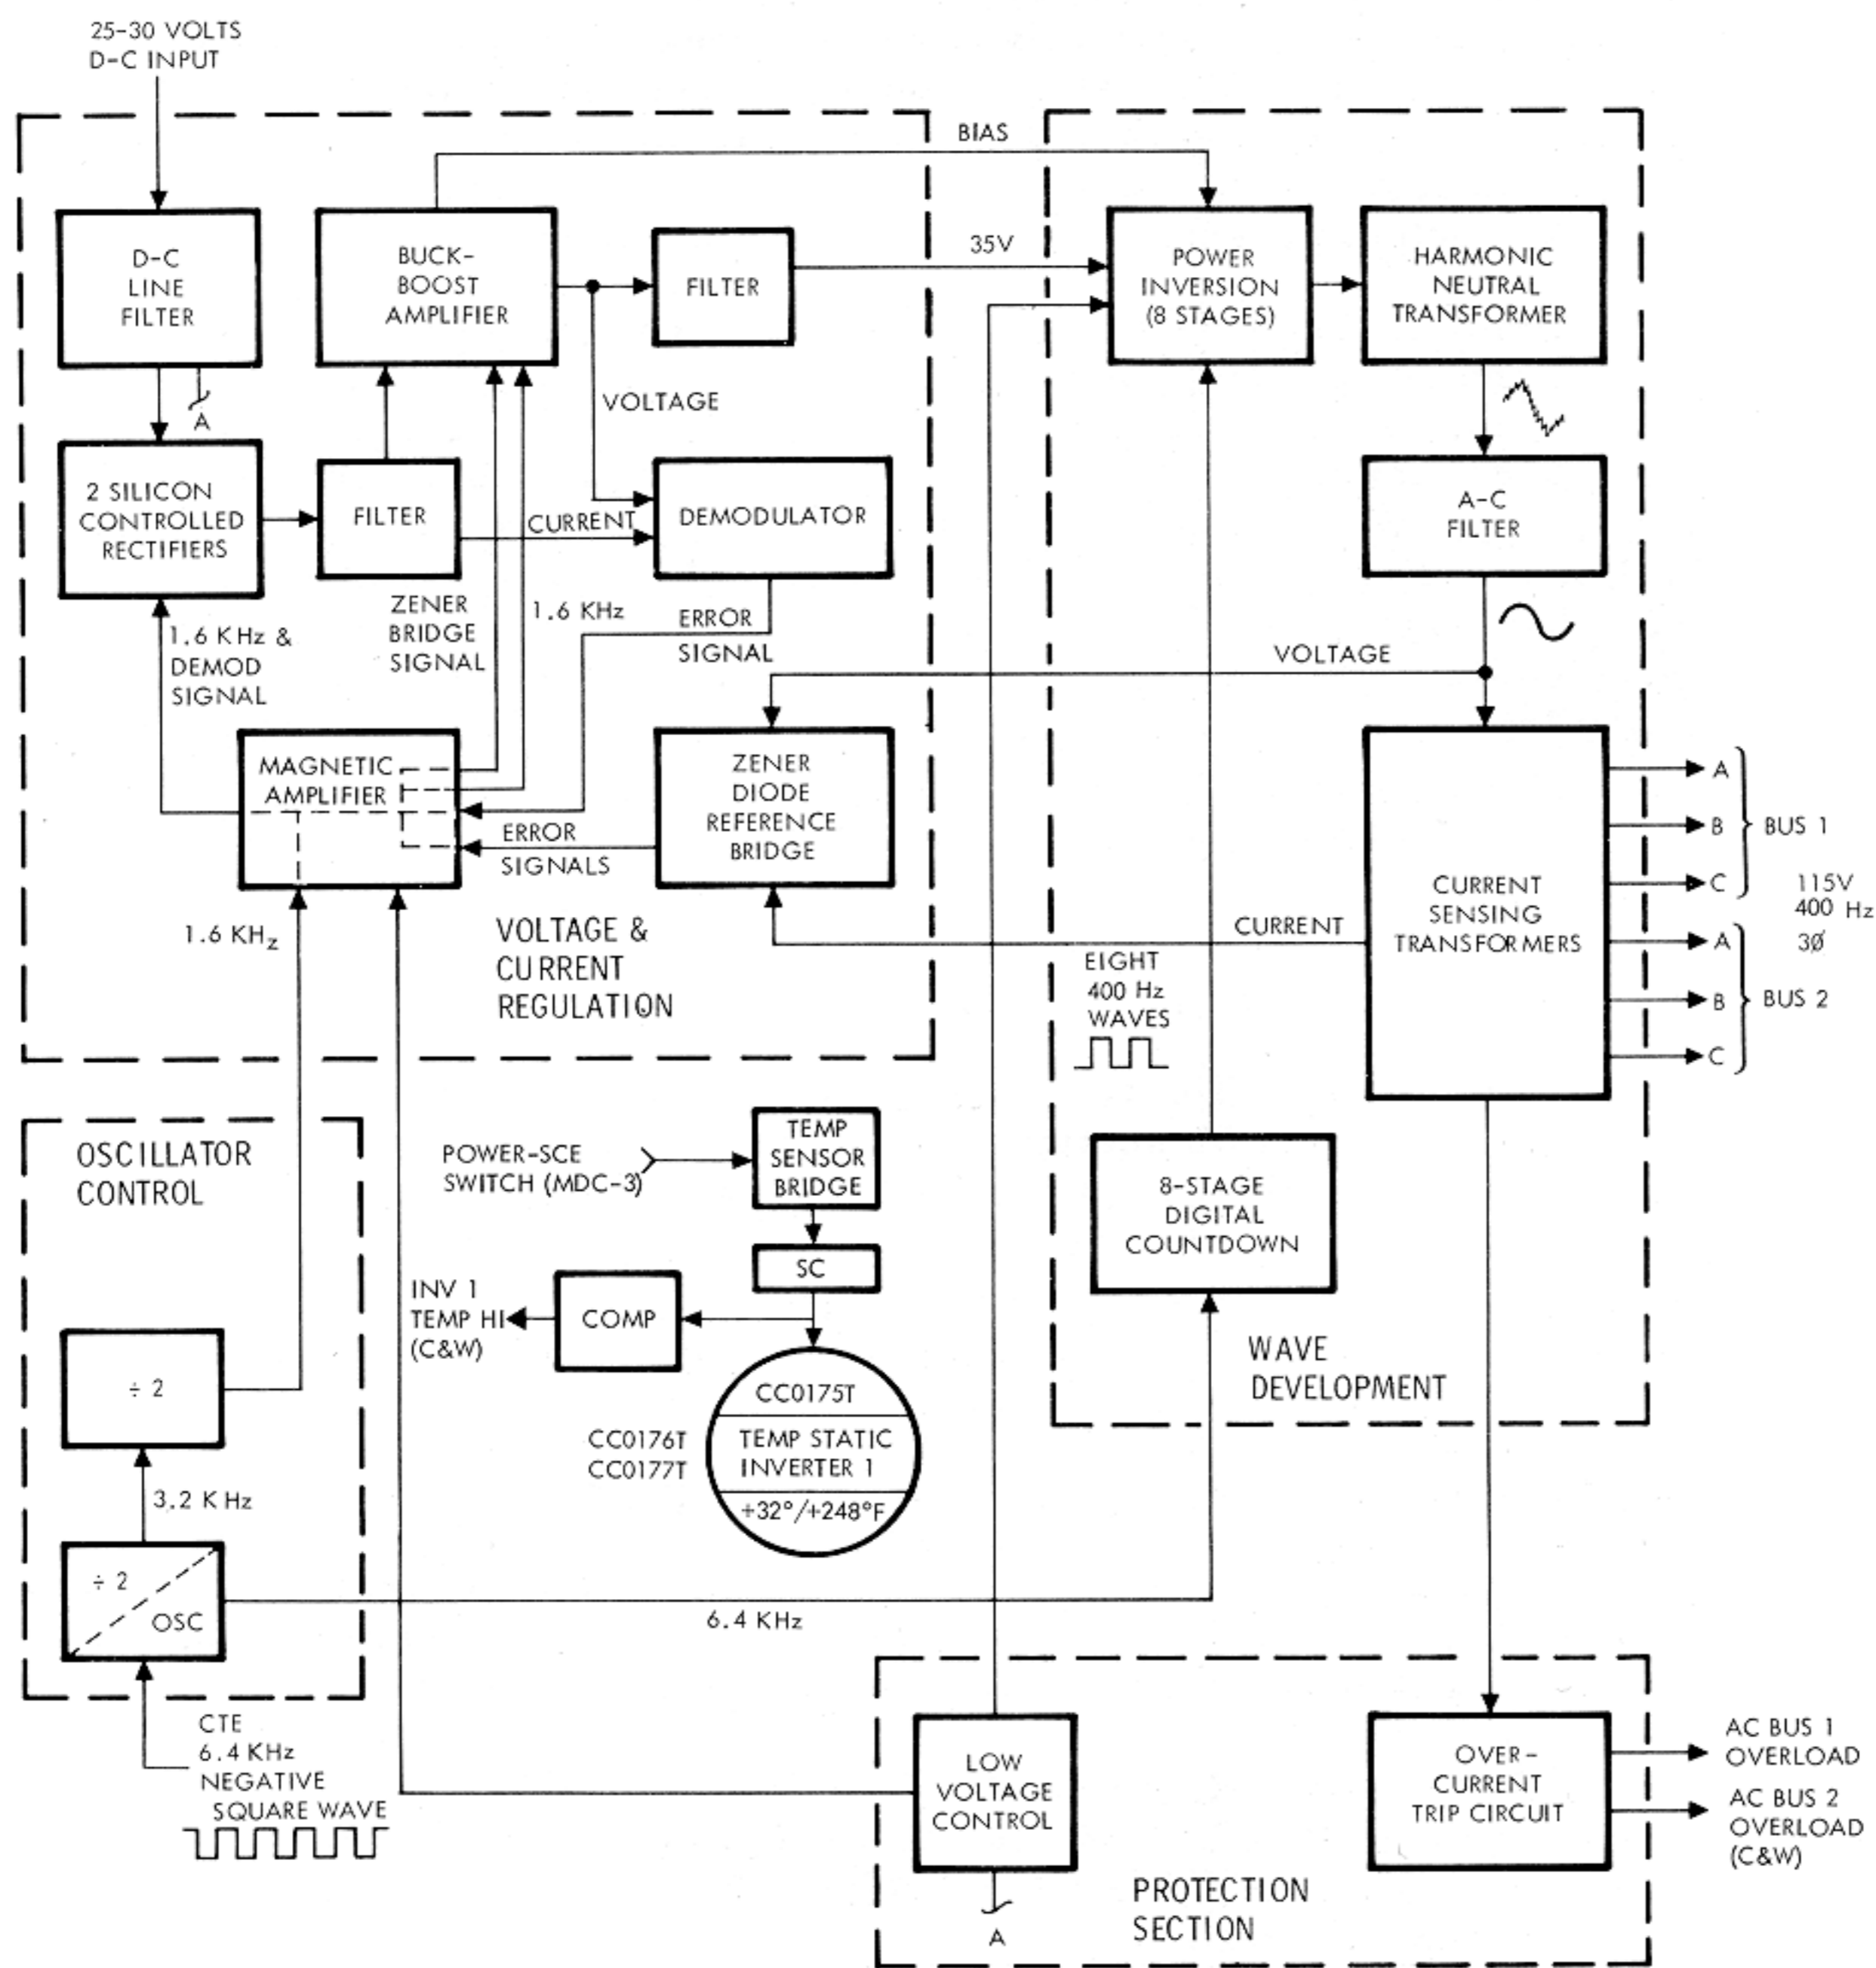 25-30 VOLTS
D-C INPUT
BIAS
D-C
LINE
FILTER
BUCK-
BOOST
AMPLIFIER
FILTER
35V
POWER
INVERSION
(8 STAGES)
HARMONIC
NEUTRAL
TRANSFORMER
A
VOLTAGE
2 SILICON
CONTROLLED
RECTIFIERS
FILTER
CURRENT
DEMODULATOR
A-C
FILTER
ZENER
BRIDGE
SIGNAL
1.6 KHz
ERROR
SIGNAL
1.6 KHz &
DEMOD
SIGNAL
VOLTAGE
MAGNETIC
AMPLIFIER
ERROR
SIGNALS
ZENER
DIODE
REFERENCE
BRIDGE
CURRENT
SENSING
TRANSFORMERS
A
B
C
BUS 1
115V
400 Hz
3Ø
A
B
C
BUS 2
1.6 KHz
VOLTAGE &
CURRENT
REGULATION
CURRENT
EIGHT
400 Hz
WAVES
OSCILLATOR
CONTROL
POWER-SCE
SWITCH (MDC-3)
TEMP
SENSOR
BRIDGE
SC
8-STAGE
DIGITAL
COUNTDOWN
INV 1
TEMP HI
(C&W)
COMP
WAVE
DEVELOPMENT
÷ 2
CC0175T
TEMP STATIC
INVERTER 1
+32°/+248°F
CC0176T
CC0177T
3.2 KHz
÷ 2
OSC
6.4 KHz
CTE
6.4 KHz
NEGATIVE
SQUARE WAVE
LOW
VOLTAGE
CONTROL
A
OVER-
CURRENT
TRIP CIRCUIT
AC BUS 1
OVERLOAD
AC BUS 2
OVERLOAD
(C&W)
PROTECTION
SECTION